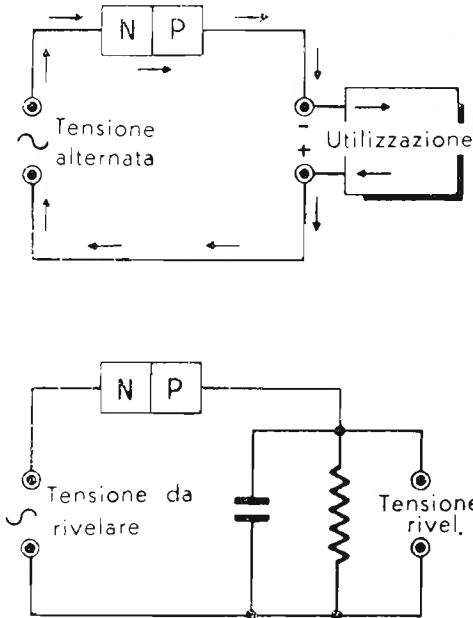 N P
Tensione
alternata
-
+
Utilizzazione
N P
Tensione da
rivelare
Tensione
rivel.